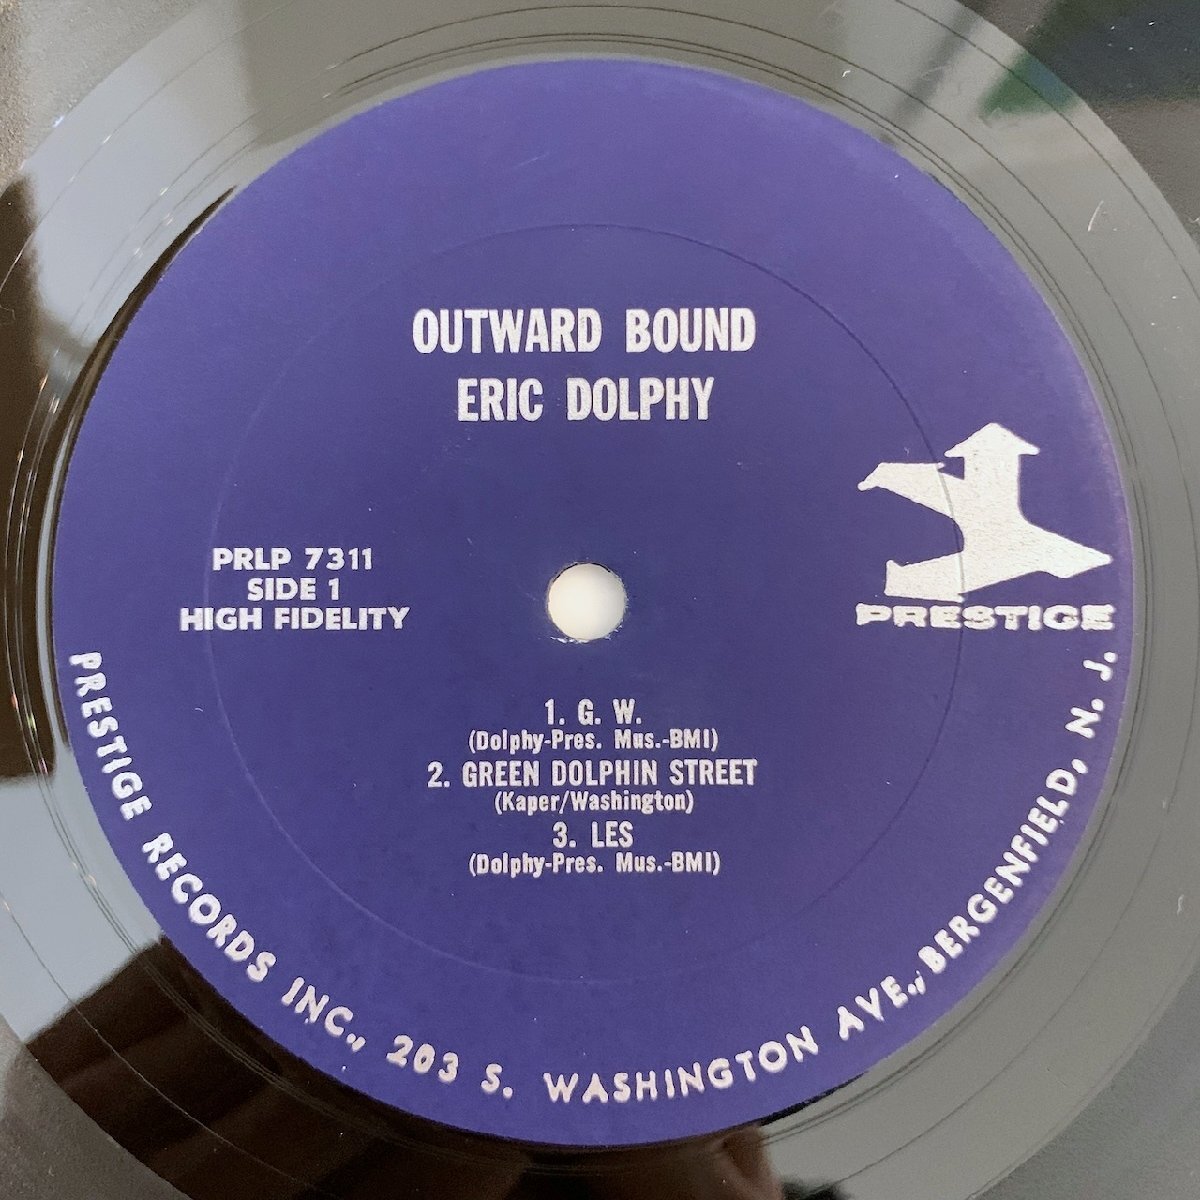 OUTWARD BOUND
ERIC DOLPHY
PRLP 7311
SIDE 1
HIGH FIDELITY
PRESTIGE
1. G. W.
(Dolphy-Pres. Mus.-BMI)
2. GREEN DOLPHIN STREET
(Kaper/Washington)
3. LES
(Dolphy-Pres. Mus.-BMI)
PRESTIGE RECORDS INC., 203 S. WASHINGTON AVE., BERGENFIELD, N. J.